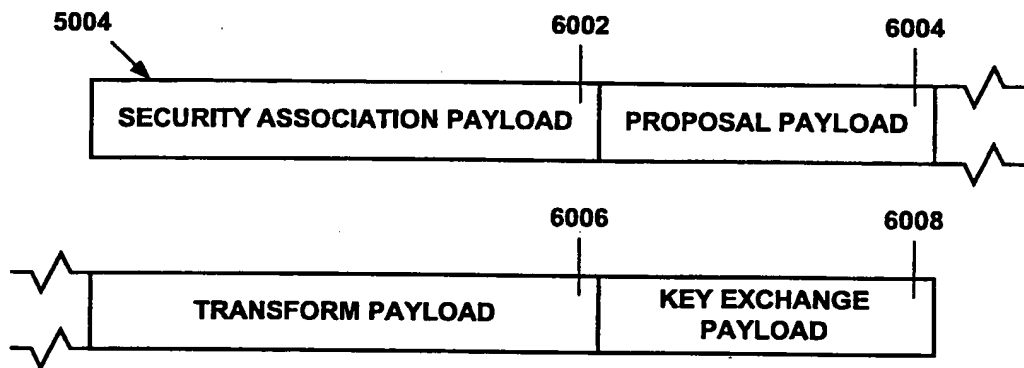 5004
6002
6004
SECURITY ASSOCIATION PAYLOAD
PROPOSAL PAYLOAD
6006
6008
TRANSFORM PAYLOAD
KEY EXCHANGE
PAYLOAD